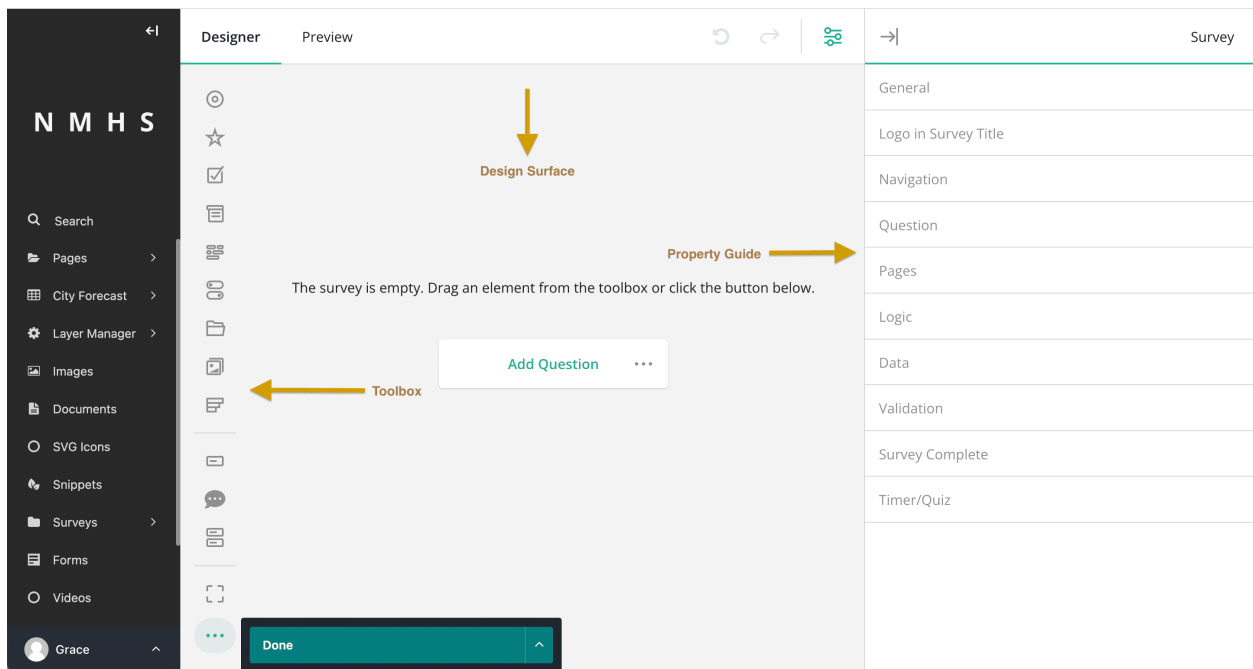 N M H S
Search
Pages
City Forecast
Layer Manager
Images
Documents
SVG Icons
Snippets
Surveys
Forms
Videos
Grace
Designer Preview
Design Surface
Property Guide
The survey is empty. Drag an element from the toolbox or click the button below.
Add Question
Toolbox
Done
Survey
General
Logo in Survey Title
Navigation
Question
Pages
Logic
Data
Validation
Survey Complete
Timer/Quiz